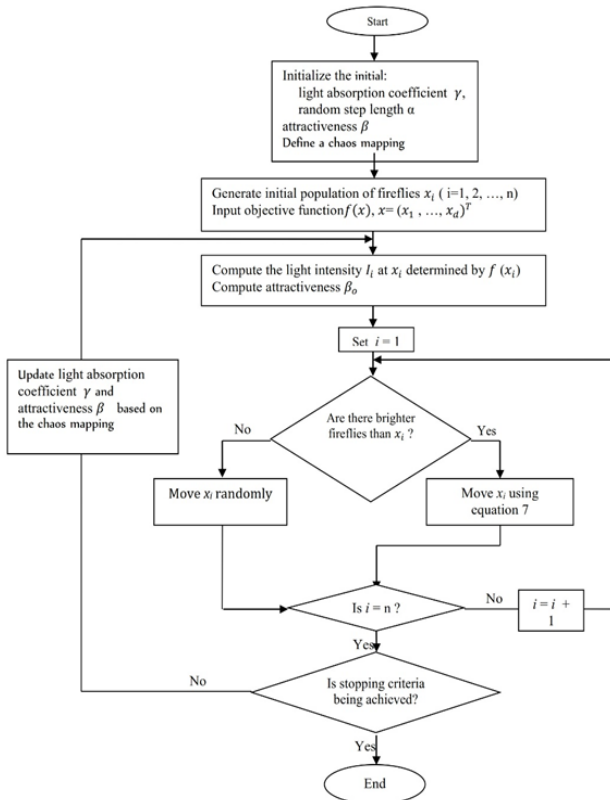 Start
Initialize the initial:
light absorption coefficient γ,
random step length α
attractiveness β
Define a chaos mapping
Generate initial population of fireflies xᵢ ( i=1, 2, …, n)
Input objective function f(x), x= (x₁ , …, x_d)ᵀ
Compute the light intensity Iᵢ at xᵢ determined by f (xᵢ)
Compute attractiveness βₒ
Set i = 1
Update light absorption
coefficient γ and
attractiveness β based on
the chaos mapping
Are there brighter
fireflies than xᵢ ?
No
Yes
Move xᵢ randomly
Move xᵢ using
equation 7
Is i = n ?
No
i = i +
1
Yes
Is stopping criteria
being achieved?
No
Yes
End